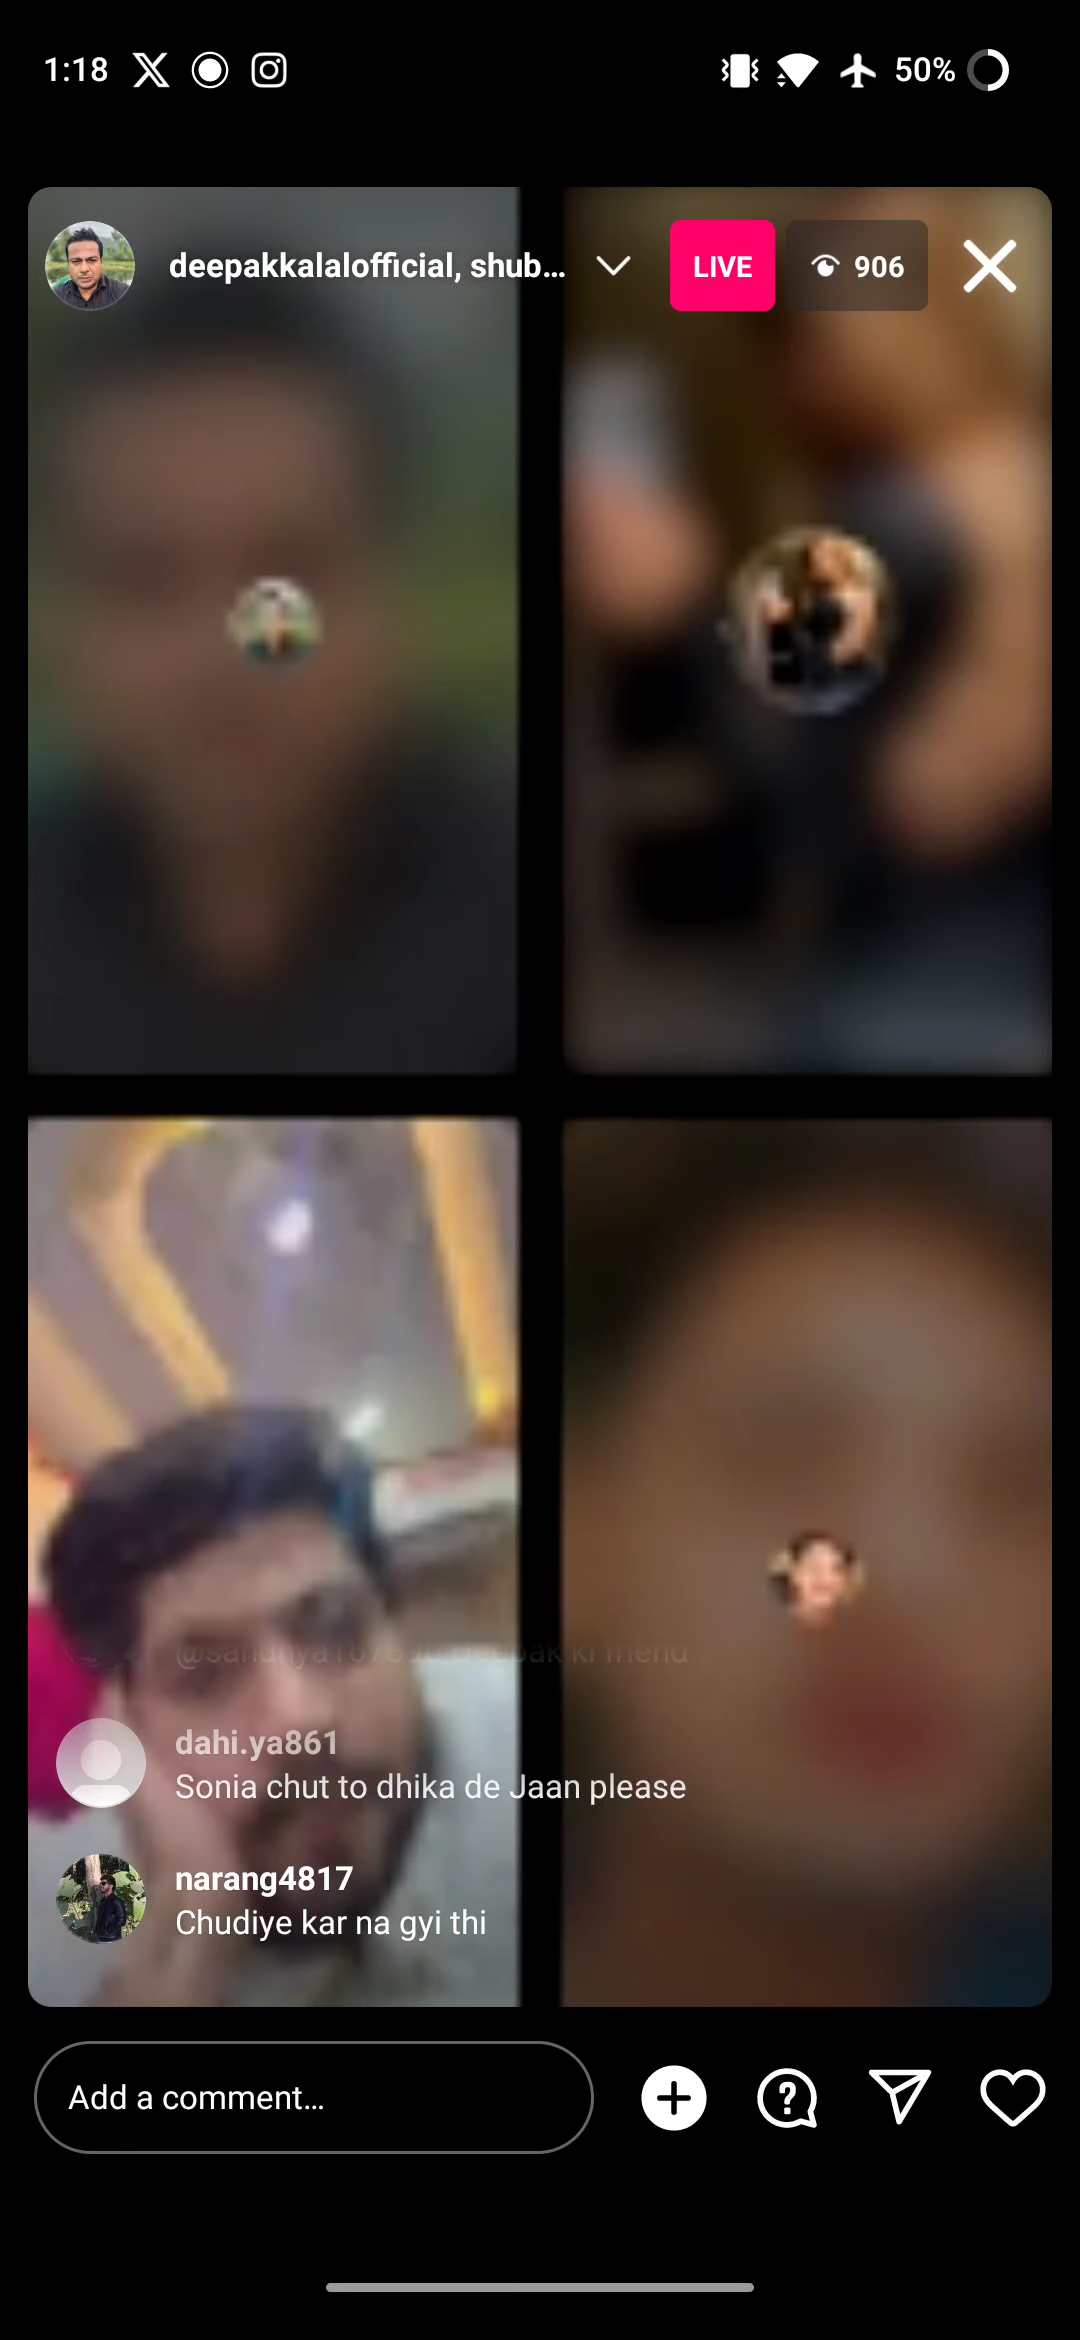 1:18
50%
deepakkalalofficial, shub...
LIVE
906
dahi.ya861
Sonia chut to dhika de Jaan please
narang4817
Chudiye kar na gyi thi
Add a comment...